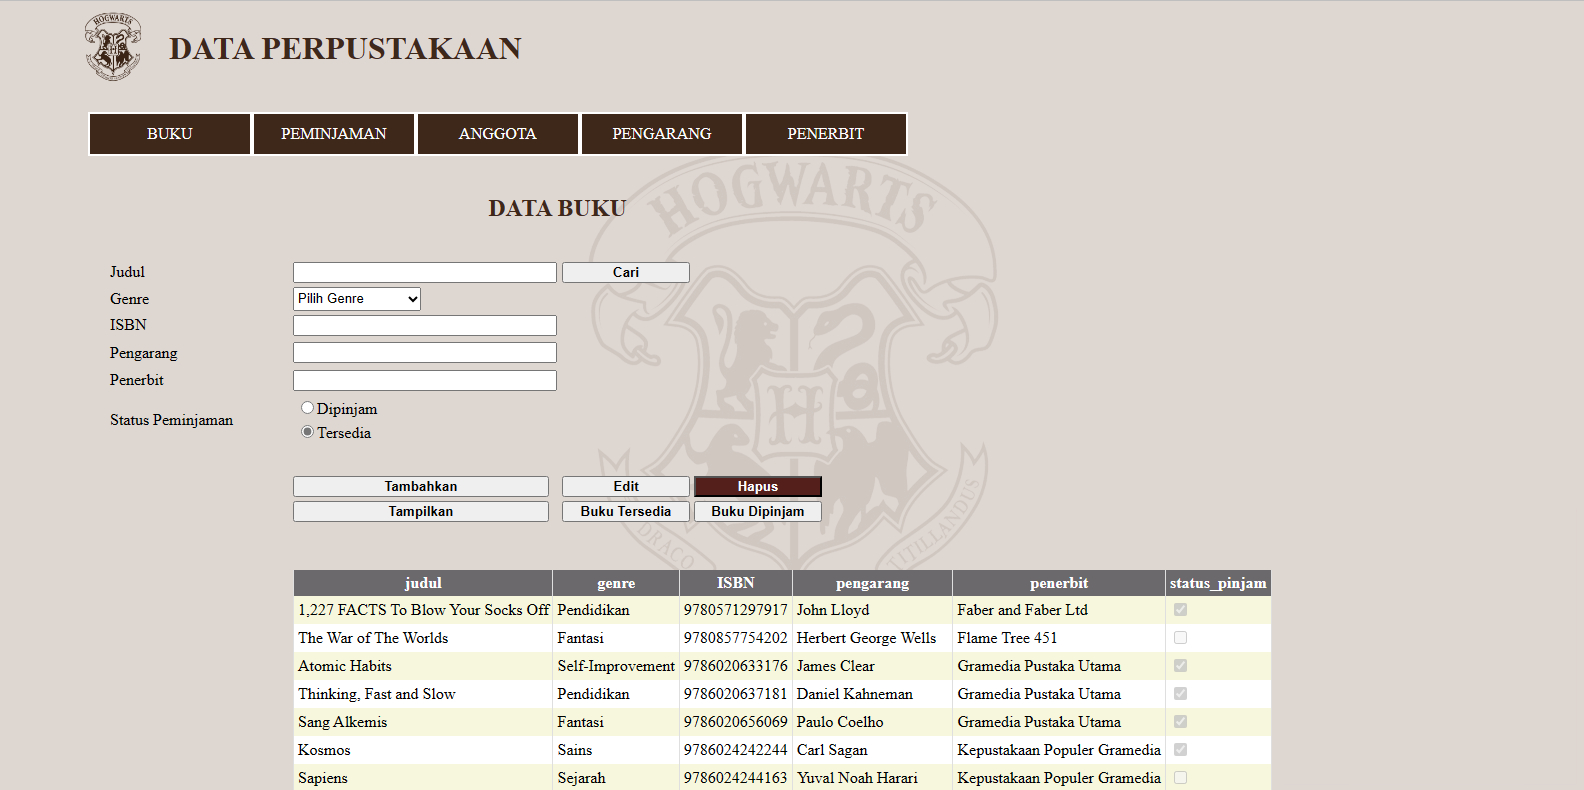 HOGWARTS
DATA PERPUSTAKAAN
BUKU PEMINJAMAN ANGGOTA PENGARANG PENERBIT
HOGWARTS
DATA BUKU
Judul Cari
Genre Pilih Genre
ISBN
Pengarang
Penerbit
Status Peminjaman
Dipinjam
Tersedia
Tambahkan Edit Hapus
Tampilkan Buku Tersedia Buku Dipinjam
DRACO TITILLANDUS
judul genre ISBN pengarang penerbit status_pinjam
1,227 FACTS To Blow Your Socks Off Pendidikan 9780571297917 John Lloyd Faber and Faber Ltd
The War of The Worlds Fantasi 9780857754202 Herbert George Wells Flame Tree 451
Atomic Habits Self-Improvement 9786020633176 James Clear Gramedia Pustaka Utama
Thinking, Fast and Slow Pendidikan 9786020637181 Daniel Kahneman Gramedia Pustaka Utama
Sang Alkemis Fantasi 9786020656069 Paulo Coelho Gramedia Pustaka Utama
Kosmos Sains 9786024242244 Carl Sagan Kepustakaan Populer Gramedia
Sapiens Sejarah 9786024244163 Yuval Noah Harari Kepustakaan Populer Gramedia